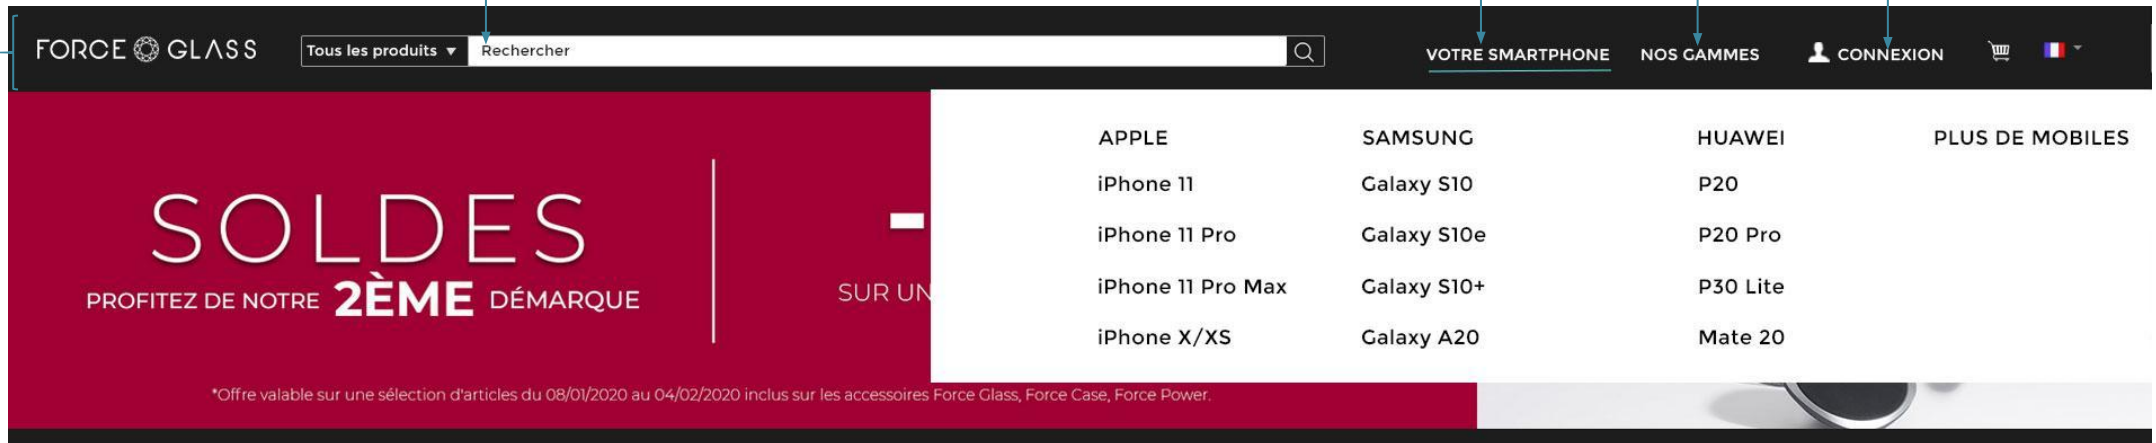 FORCE GLASS
Tous les produits
Rechercher
VOTRE SMARTPHONE
NOS GAMMES
CONNEXION
APPLE
iPhone 11
iPhone 11 Pro
iPhone 11 Pro Max
iPhone X/XS
SAMSUNG
Galaxy S10
Galaxy S10e
Galaxy S10+
Galaxy A20
HUAWEI
P20
P20 Pro
P30 Lite
Mate 20
PLUS DE MOBILES
SOLDES
PROFITEZ DE NOTRE 2ÈME DÉMARQUE
-
SUR UN
*Offre valable sur une sélection d'articles du 08/01/2020 au 04/02/2020 inclus sur les accessoires Force Glass, Force Case, Force Power.